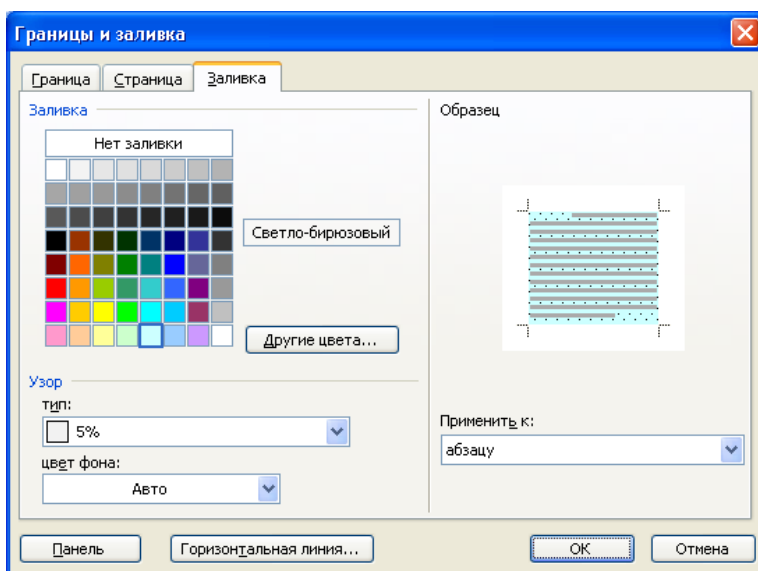 Границы и заливка
Граница
Страница
Заливка
Заливка
Нет заливки
Светло-бирюзовый
Другие цвета...
Узор
тип:
5%
цвет фона:
Авто
Образец
Применить к:
абзацу
Панель
Горизонтальная линия...
ОК
Отмена